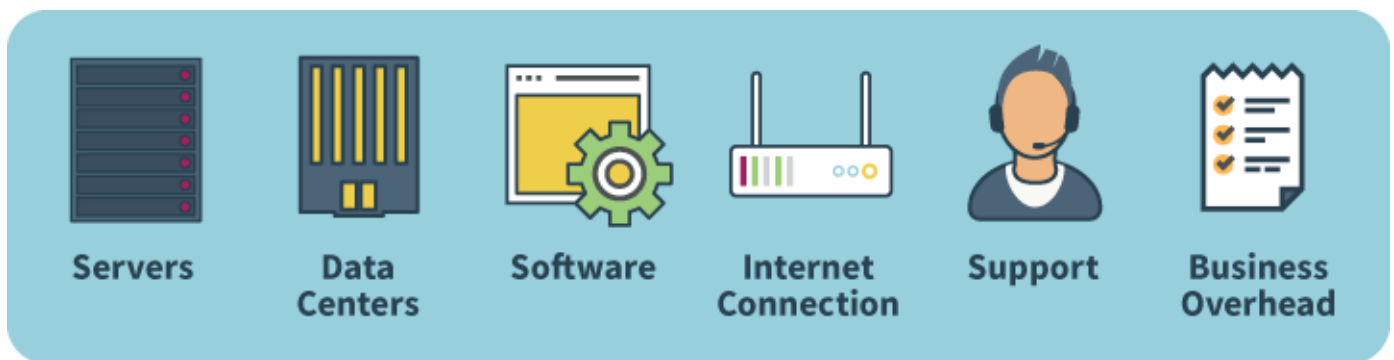 Servers
Data
Centers
Software
Internet
Connection
Support
Business
Overhead